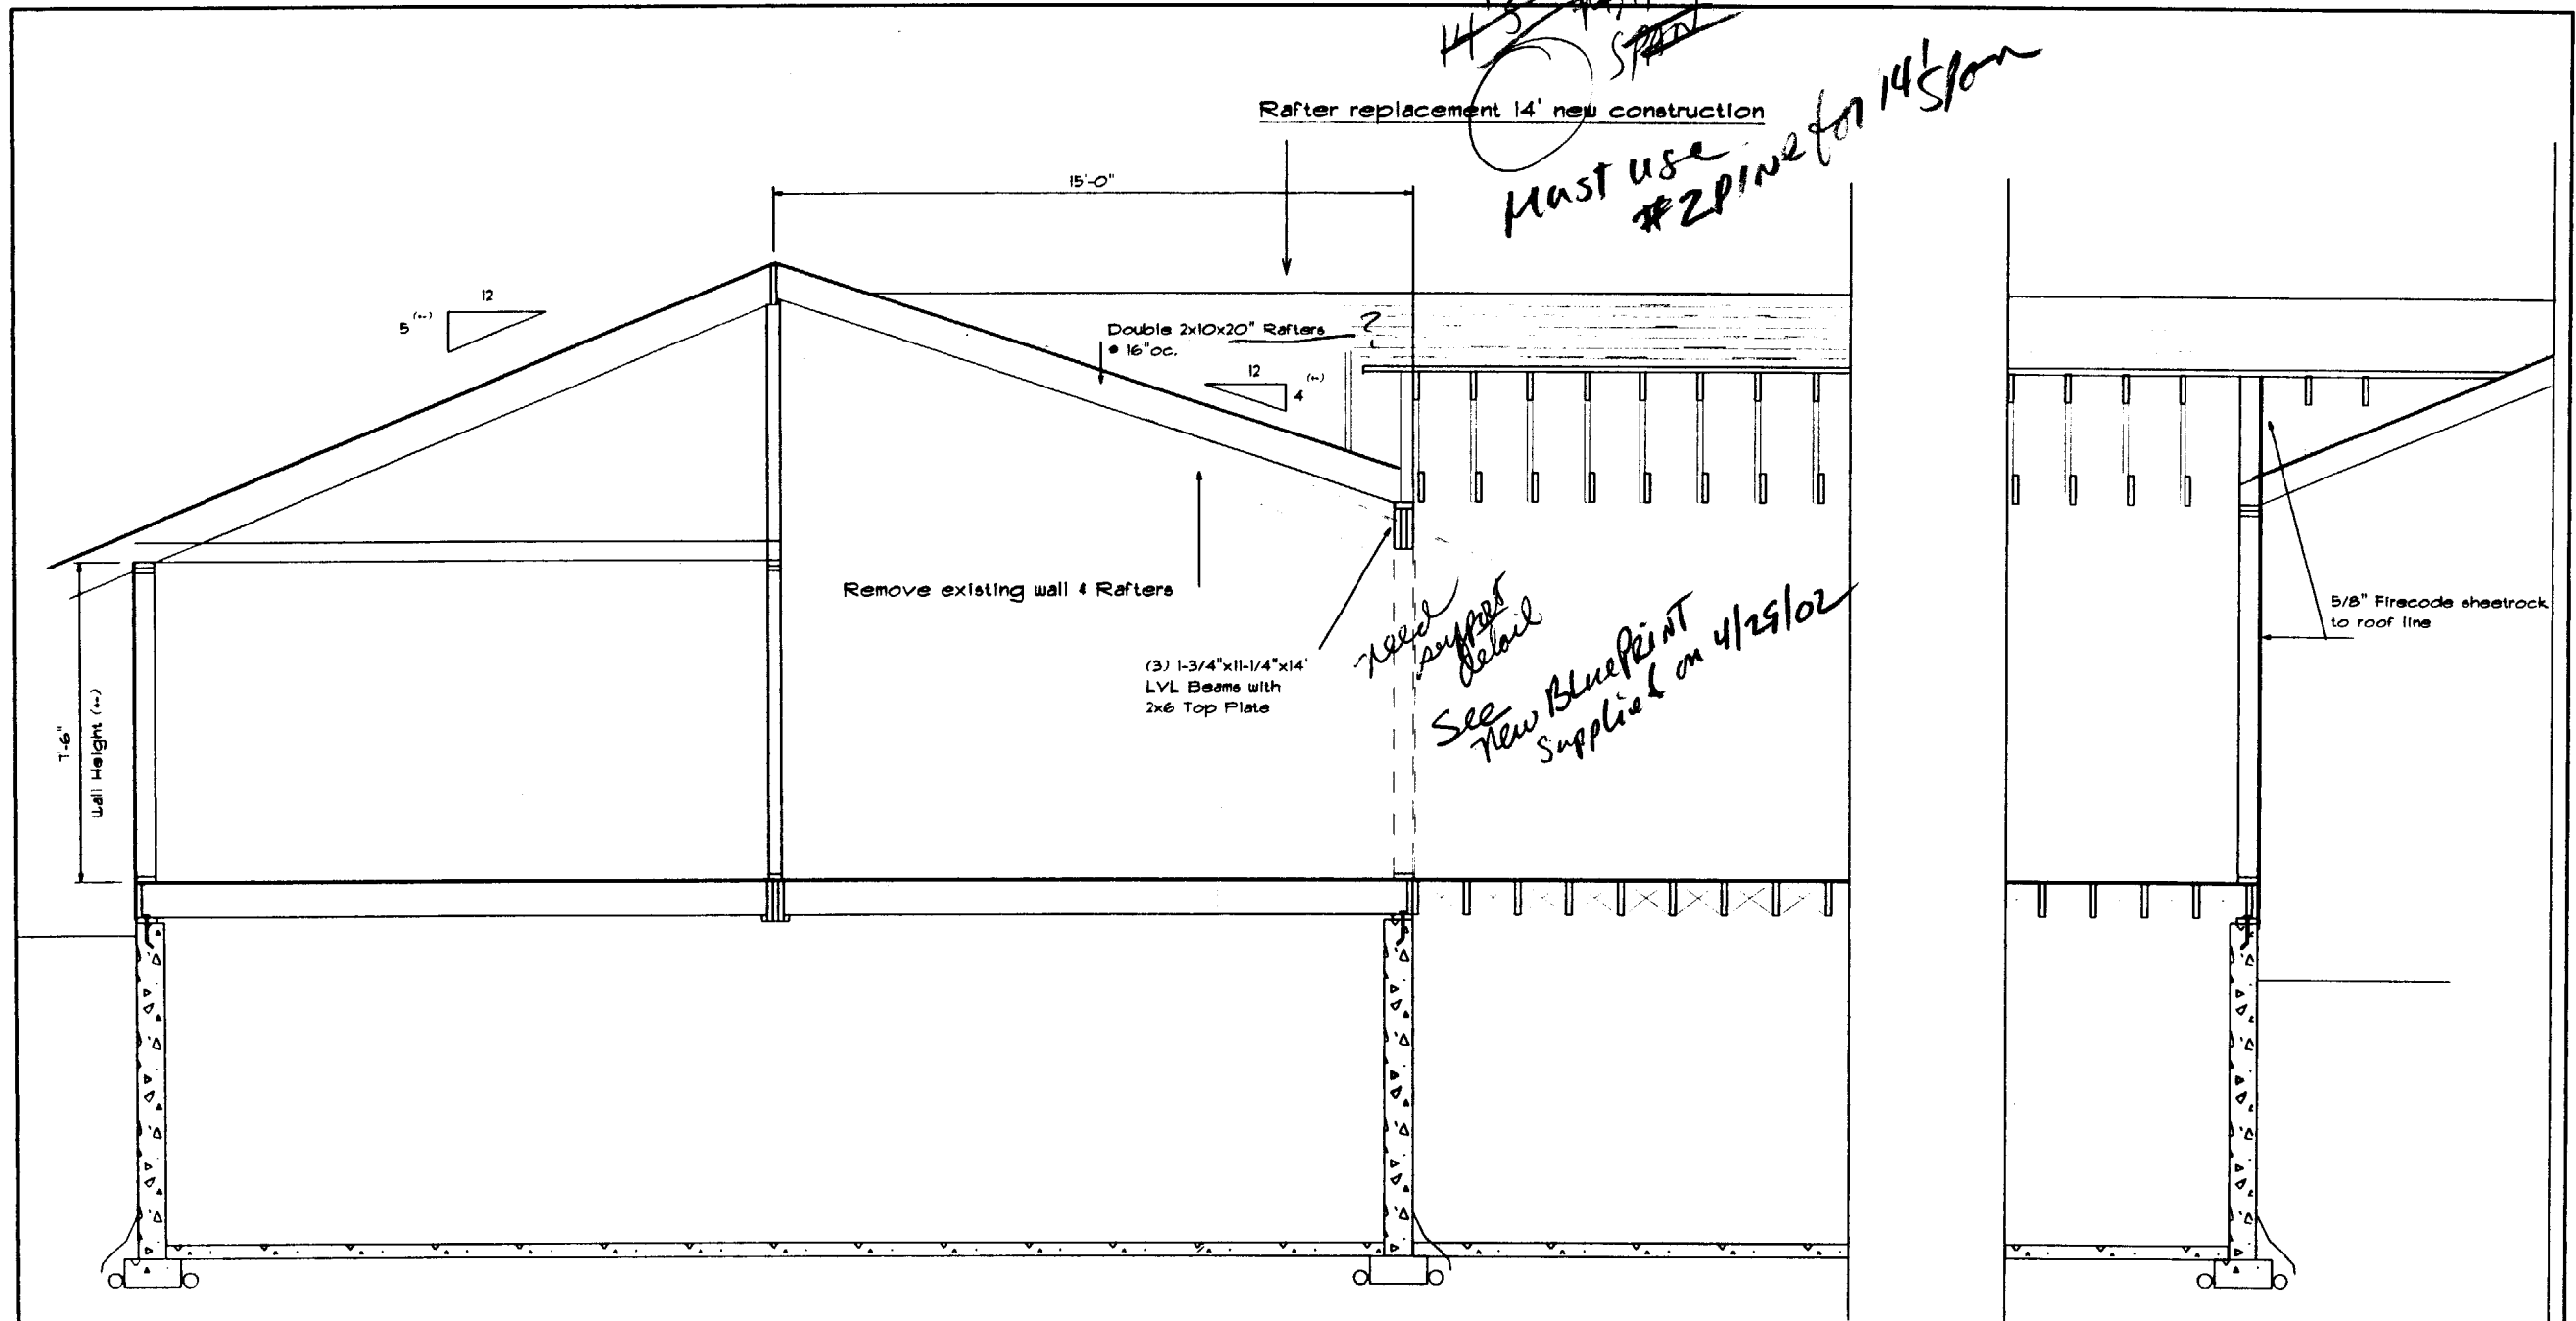 14'
SPAN
Rafter replacement 14' new construction
Must use
#2 PINE for 14' span
15'-0"
12
5 (+-)
Double 2x10x20" Rafters
@ 16"oc.
?
12
4 (+-)
Remove existing wall & Rafters
(3) 1-3/4"x11-1/4"x14'
LVL Beams with
2x6 Top Plate
need
support
detail
See
New BluePRINT
supplied on 4/29/02
5/8" Firecode sheetrock
to roof line
7'-6"
Wall Height (+-)